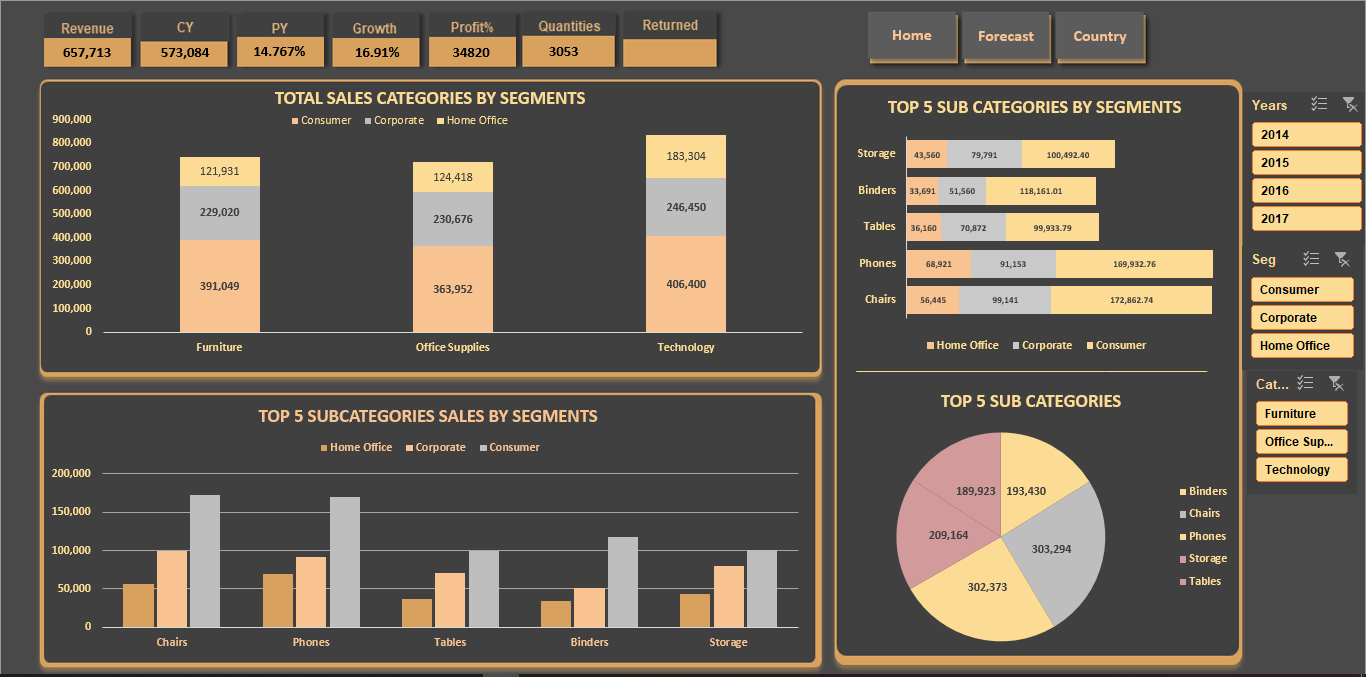 Revenue
657,713
CY
573,084
PY
14.767%
Growth
16.91%
Profit%
34820
Quantities
3053
Returned
Home
Forecast
Country
TOTAL SALES CATEGORIES BY SEGMENTS
Consumer Corporate Home Office
900,000
800,000
700,000
600,000
500,000
400,000
300,000
200,000
100,000
0
121,931
229,020
391,049
124,418
230,676
363,952
183,304
246,450
406,400
Furniture Office Supplies Technology
TOP 5 SUBCATEGORIES SALES BY SEGMENTS
Home Office Corporate Consumer
200,000
150,000
100,000
50,000
0
Chairs Phones Tables Binders Storage
TOP 5 SUB CATEGORIES BY SEGMENTS
Storage 43,560 79,791 100,492.40
Binders 33,691 51,560 118,161.01
Tables 36,160 70,872 99,933.79
Phones 68,921 91,153 169,932.76
Chairs 56,445 99,141 172,862.74
Home Office Corporate Consumer
TOP 5 SUB CATEGORIES
189,923 193,430
209,164 303,294
302,373
Binders
Chairs
Phones
Storage
Tables
Years
2014
2015
2016
2017
Seg
Consumer
Corporate
Home Office
Cat...
Furniture
Office Sup...
Technology